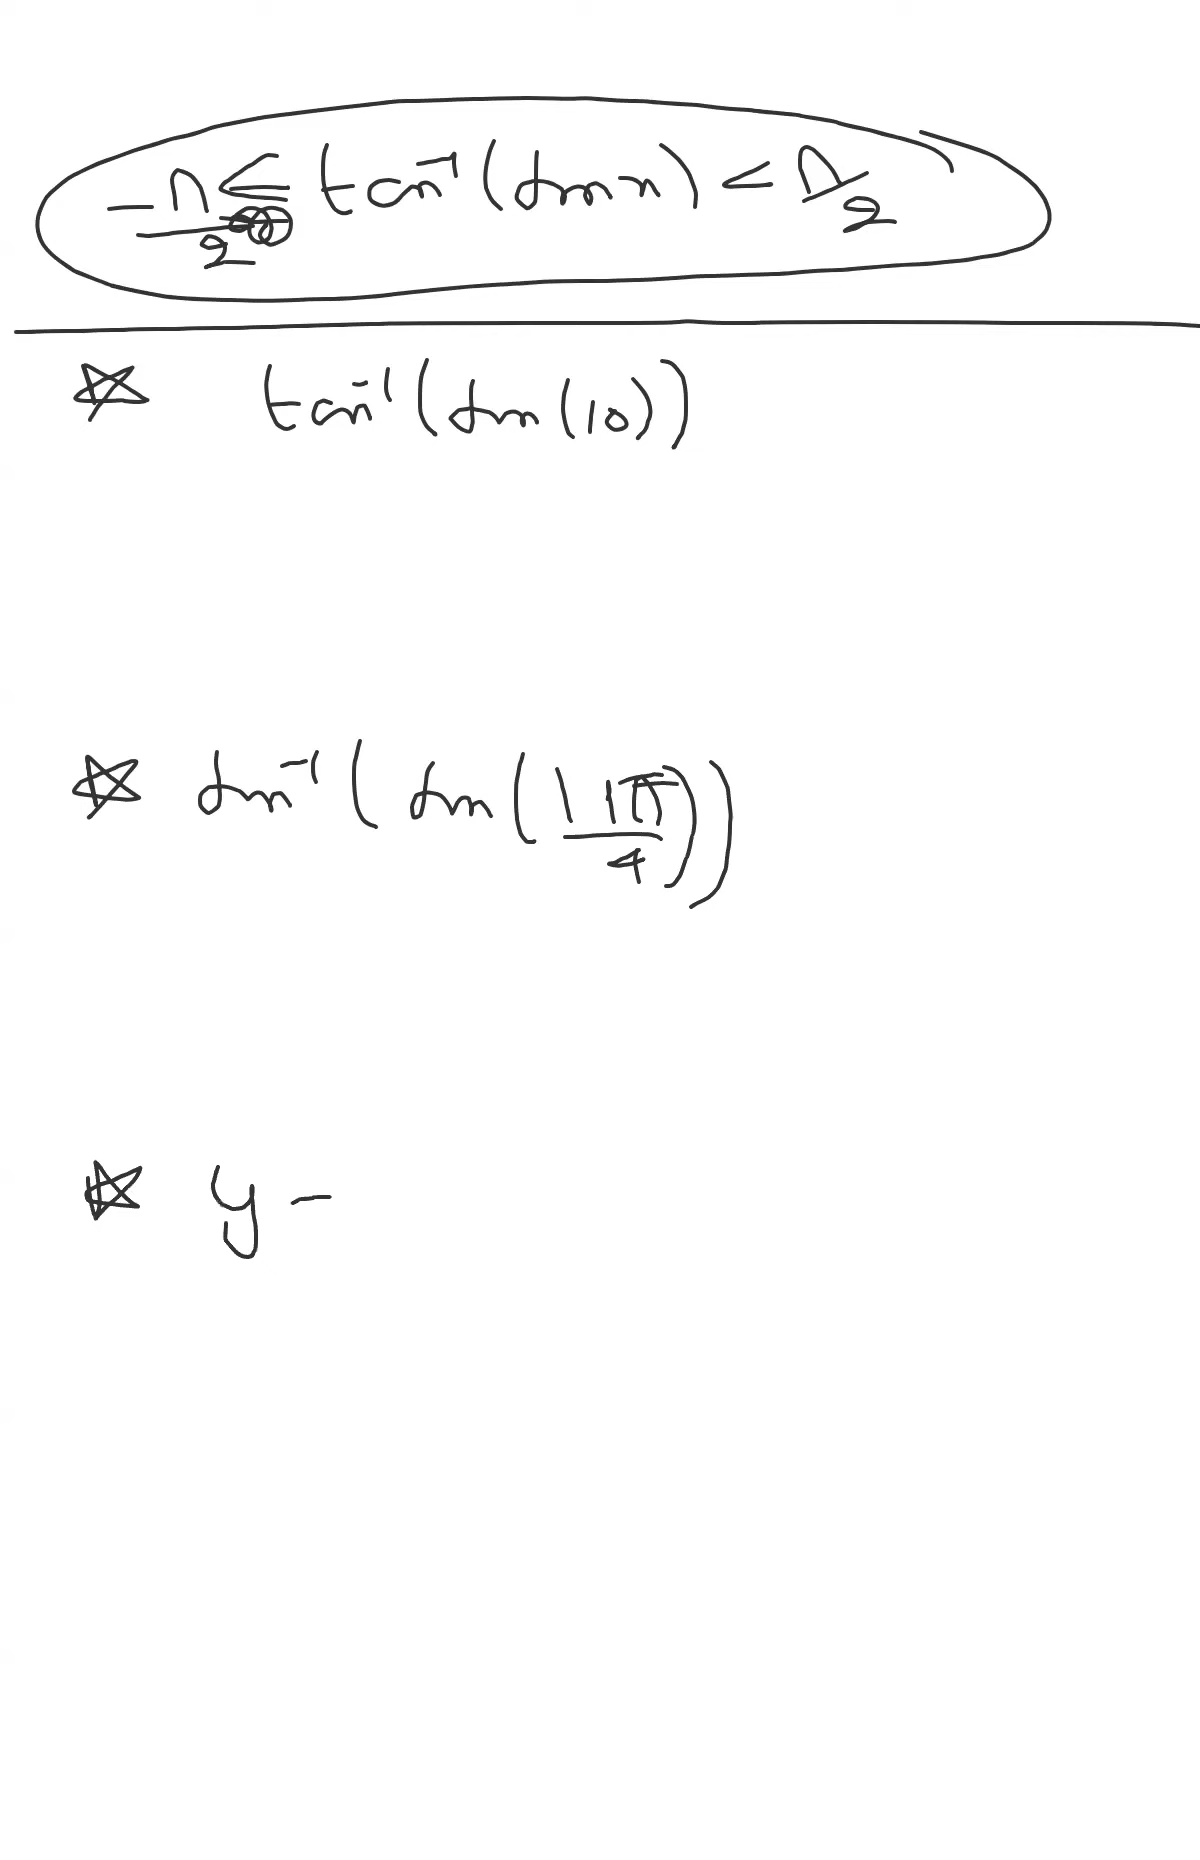 -π/2 ≤ tan⁻¹(tan x) < π/2
☆ tan⁻¹(tan(10))
☆ tan⁻¹(tan(11π/4))
☆ y -